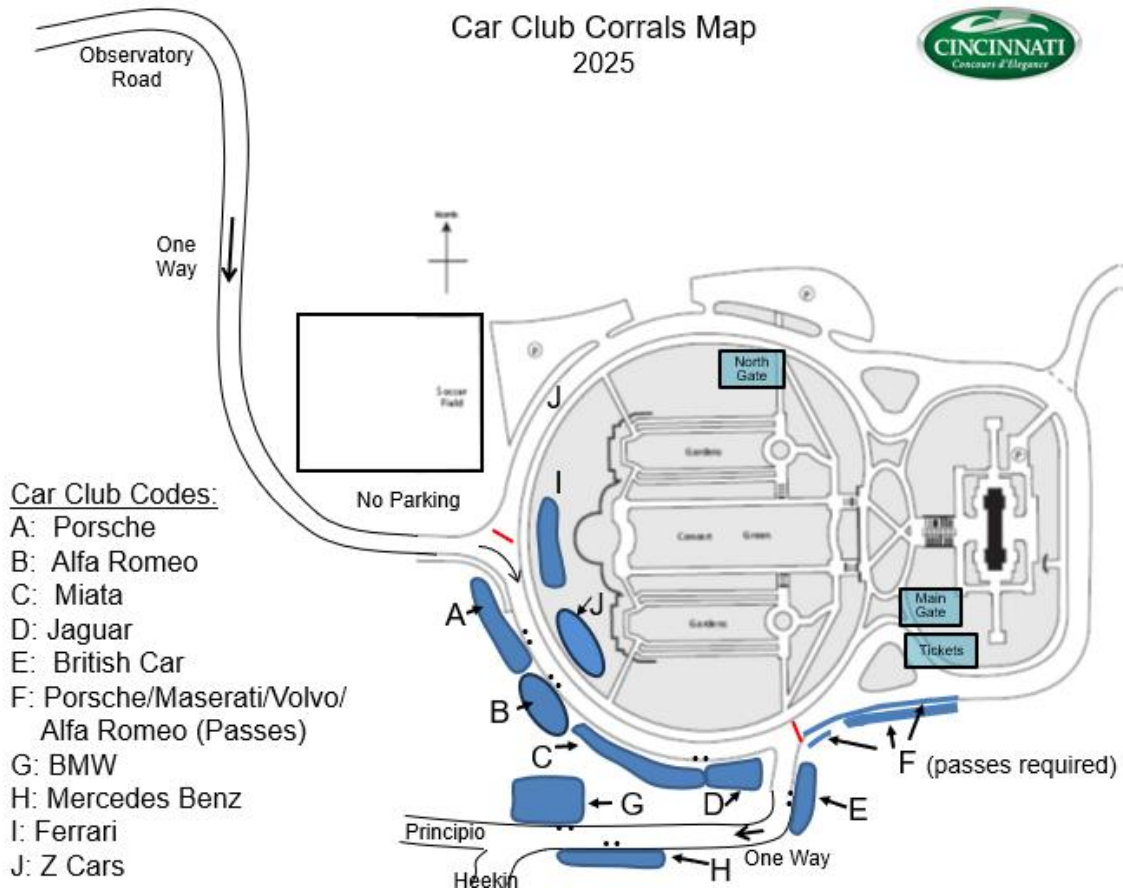 Car Club Corrals Map
2025
CINCINNATI
Concours d'Elegance
Observatory
Road
One
Way
North
P
P
North
Gate
J
Soccer
Field
Gardens
No Parking
I
Concert Green
P
Car Club Codes:
A: Porsche
B: Alfa Romeo
C: Miata
D: Jaguar
E: British Car
F: Porsche/Maserati/Volvo/
Alfa Romeo (Passes)
G: BMW
H: Mercedes Benz
I: Ferrari
J: Z Cars
A
J
Gardens
Main
Gate
Tickets
B
C
F (passes required)
G
D
E
Principio
One Way
H
Heekin